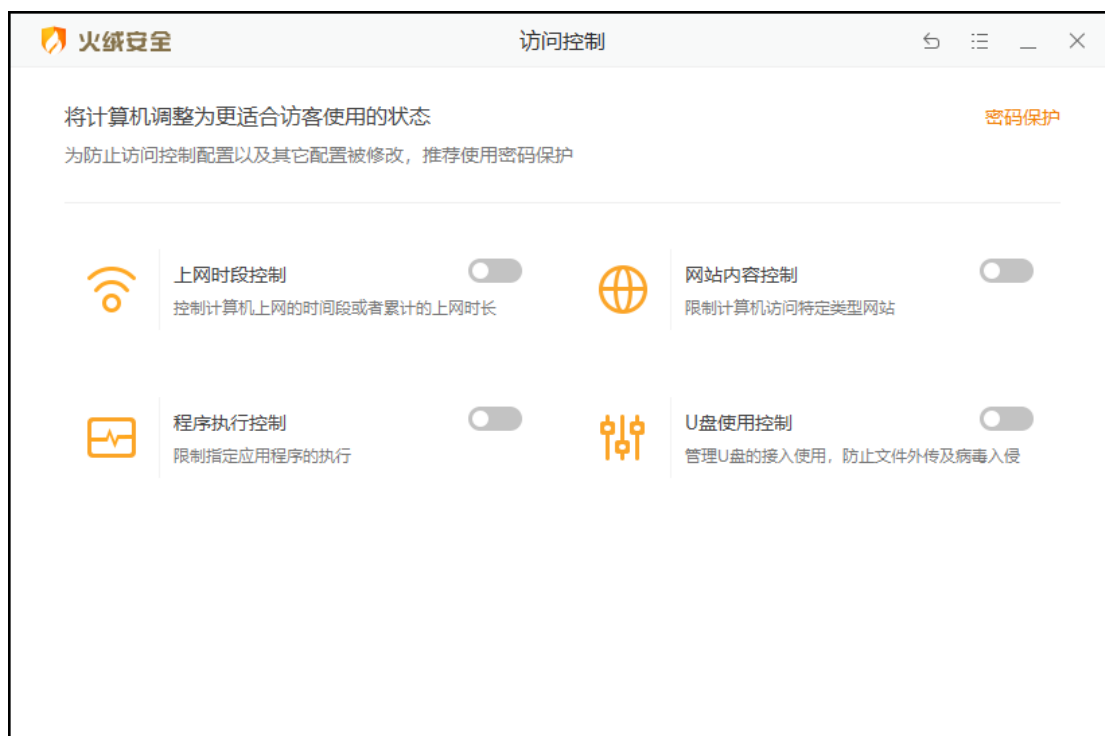 火绒安全
访问控制
将计算机调整为更适合访客使用的状态
密码保护
为防止访问控制配置以及其它配置被修改，推荐使用密码保护
上网时段控制
控制计算机上网的时间段或者累计的上网时长
网站内容控制
限制计算机访问特定类型网站
程序执行控制
限制指定应用程序的执行
U盘使用控制
管理U盘的接入使用，防止文件外传及病毒入侵